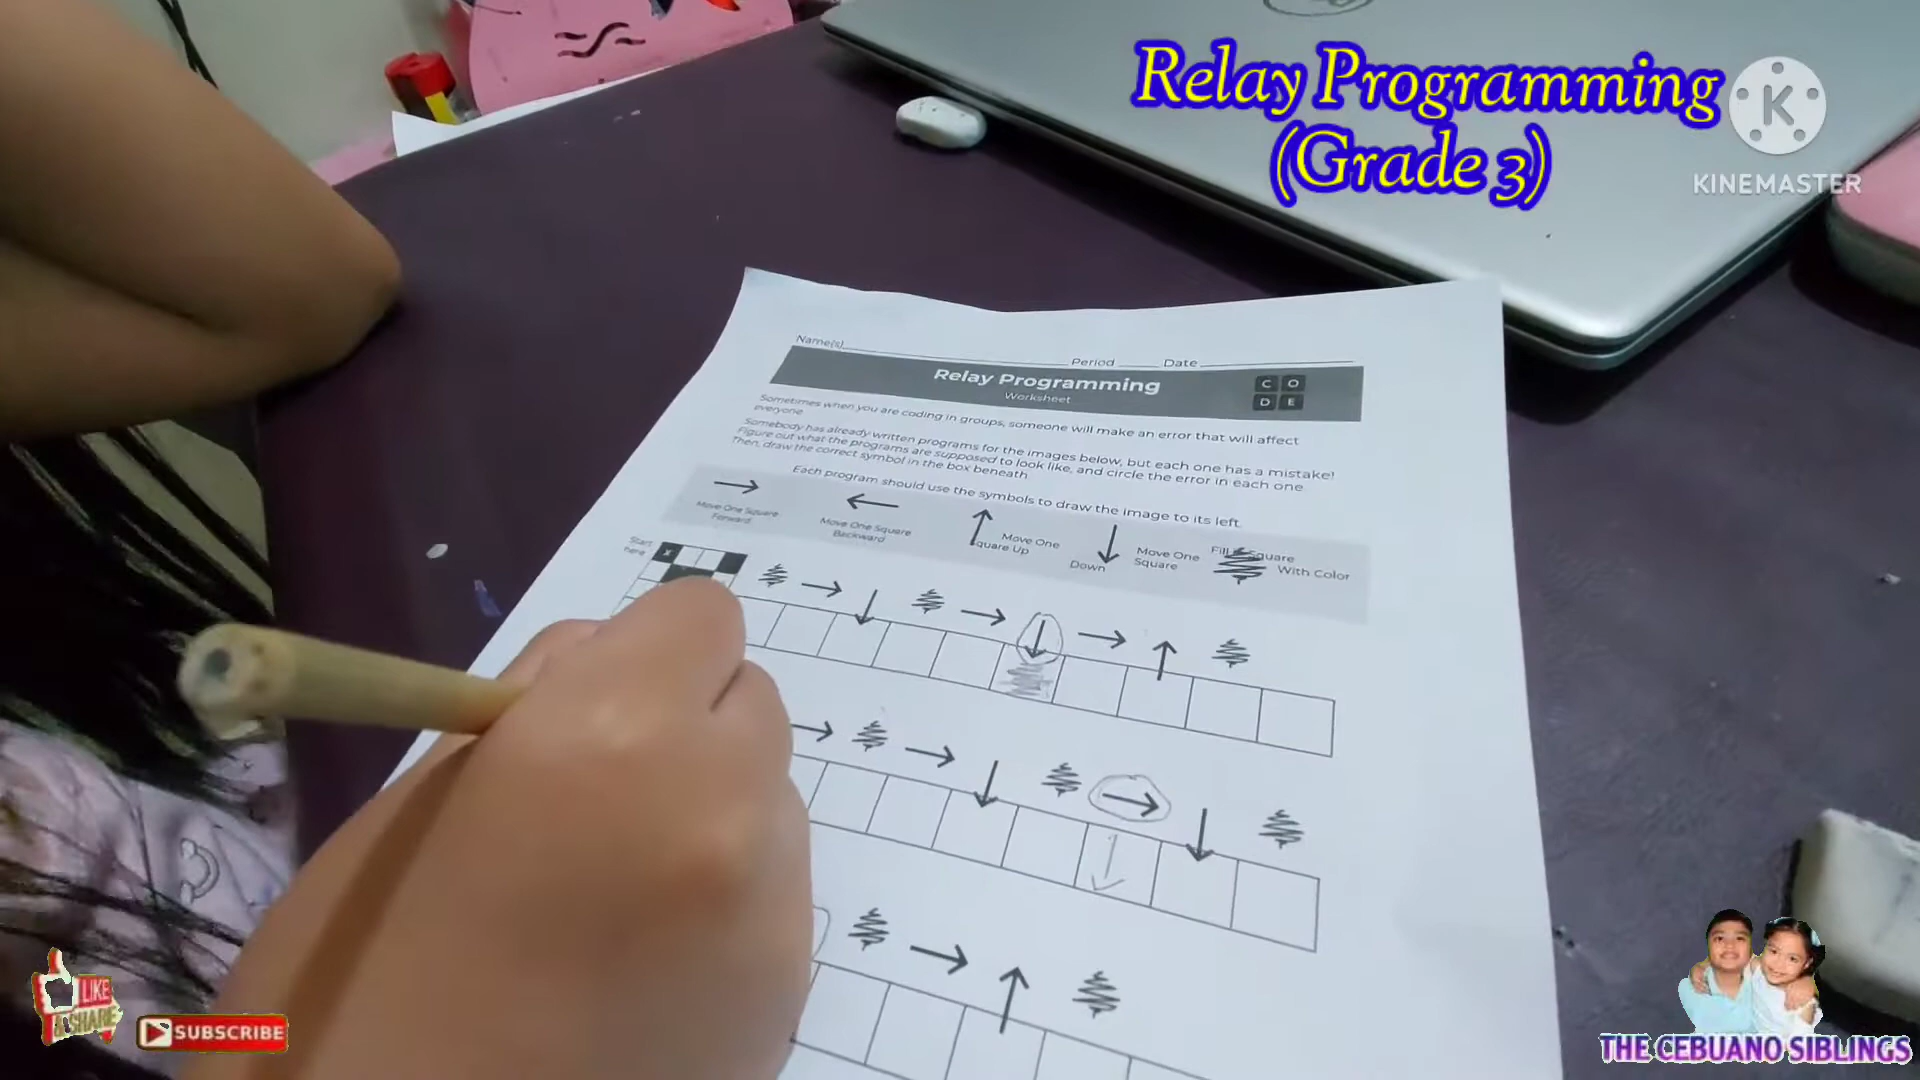 Relay Programming
(Grade 3)
K
KINEMASTER
Name(s) Period Date
Relay Programming
Worksheet
C O
D E
Sometimes when you are coding in groups, someone will make an error that will affect
everyone.
Somebody has already written programs for the images below, but each one has a mistake!
Figure out what the programs are supposed to look like, and circle the error in each one.
Then, draw the correct symbol in the box beneath
Each program should use the symbols to draw the image to its left.
Move One Square
Forward
Move One Square
Backward
Move One
quare Up
Move One
Square
Down
Fill Square
With Color
Start
here
x
LIKE
& SHARE
SUBSCRIBE
THE CEBUANO SIBLINGS